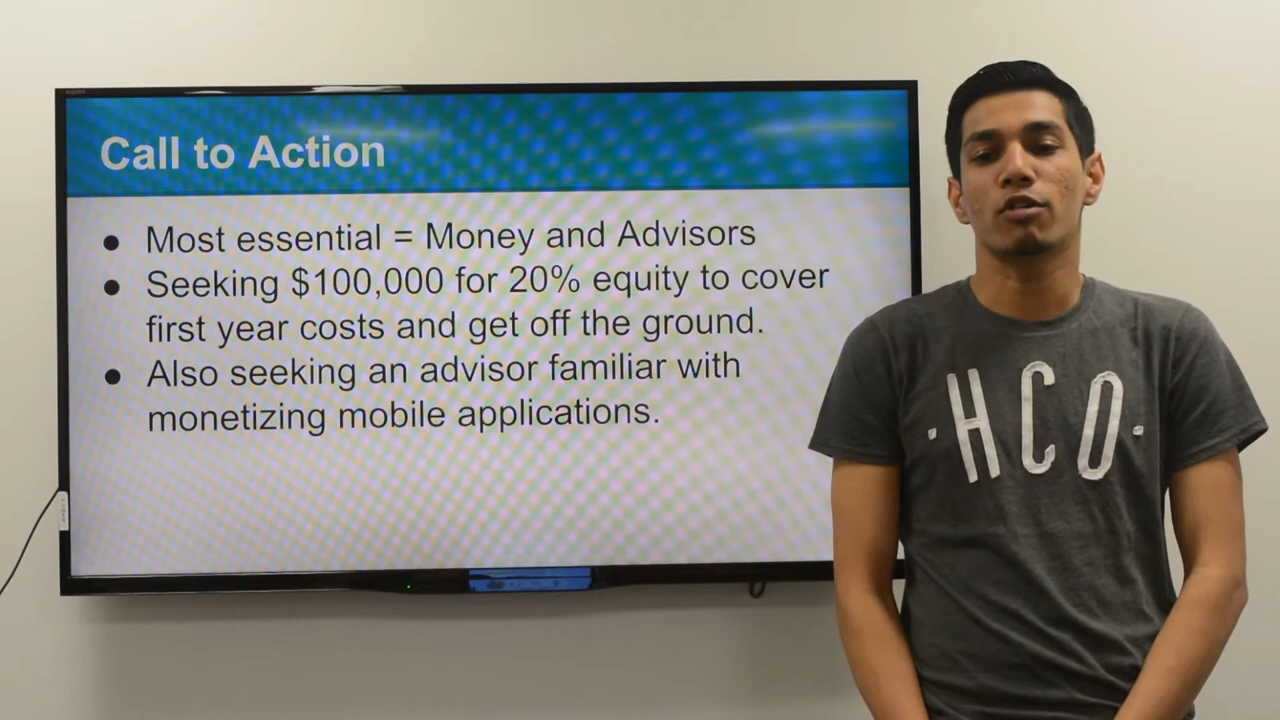 Call to Action
● Most essential = Money and Advisors
● Seeking $100,000 for 20% equity to cover
first year costs and get off the ground.
● Also seeking an advisor familiar with
monetizing mobile applications.
·HCO·